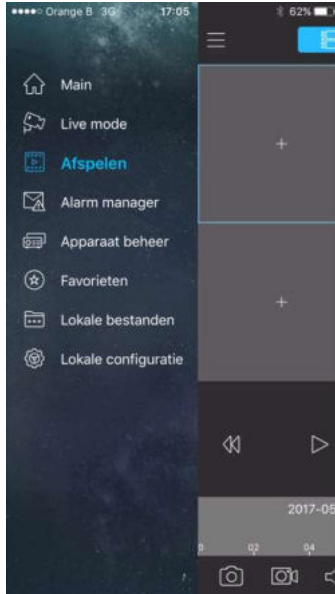 Orange B 3G 17:05 62%
Main
Live mode
Afspelen
Alarm manager
Apparaat beheer
Favorieten
Lokale bestanden
Lokale configuratie
2017-05
0 02 04